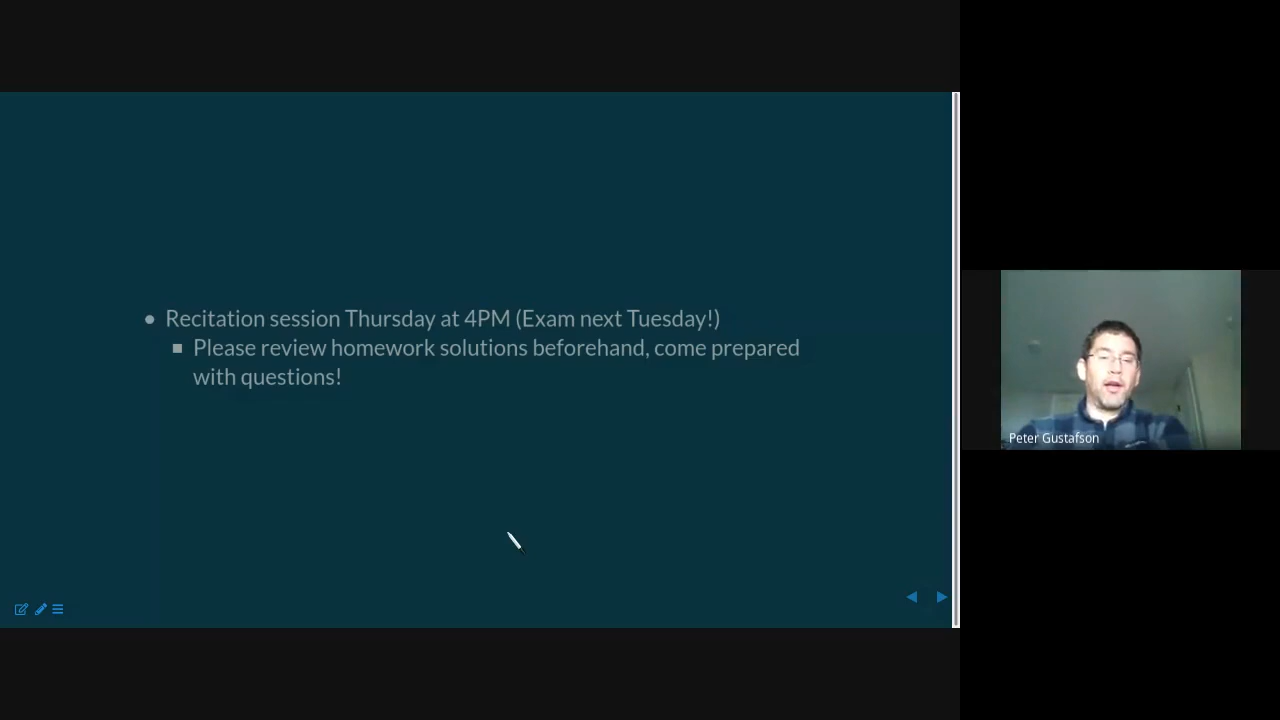 Recitation session Thursday at 4PM (Exam next Tuesday!)
Please review homework solutions beforehand, come prepared
with questions!
Peter Gustafson